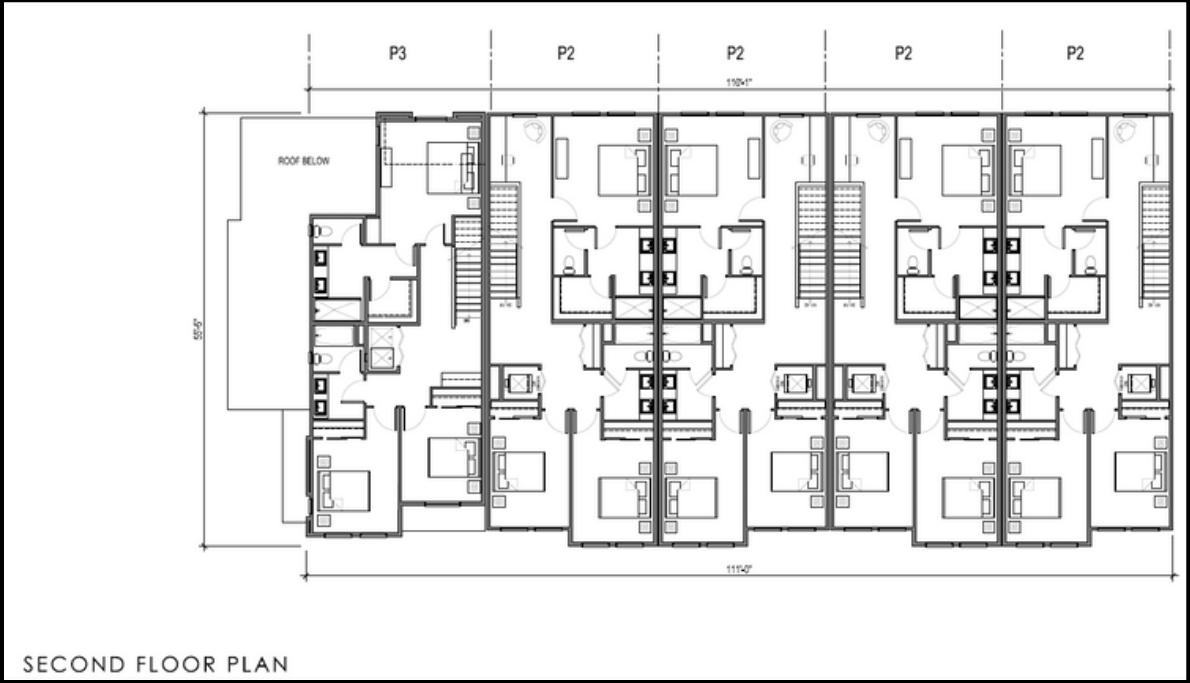 P3 P2 P2 P2 P2
110'-1"
ROOF BELOW
55'-5"
111'-0"
SECOND FLOOR PLAN